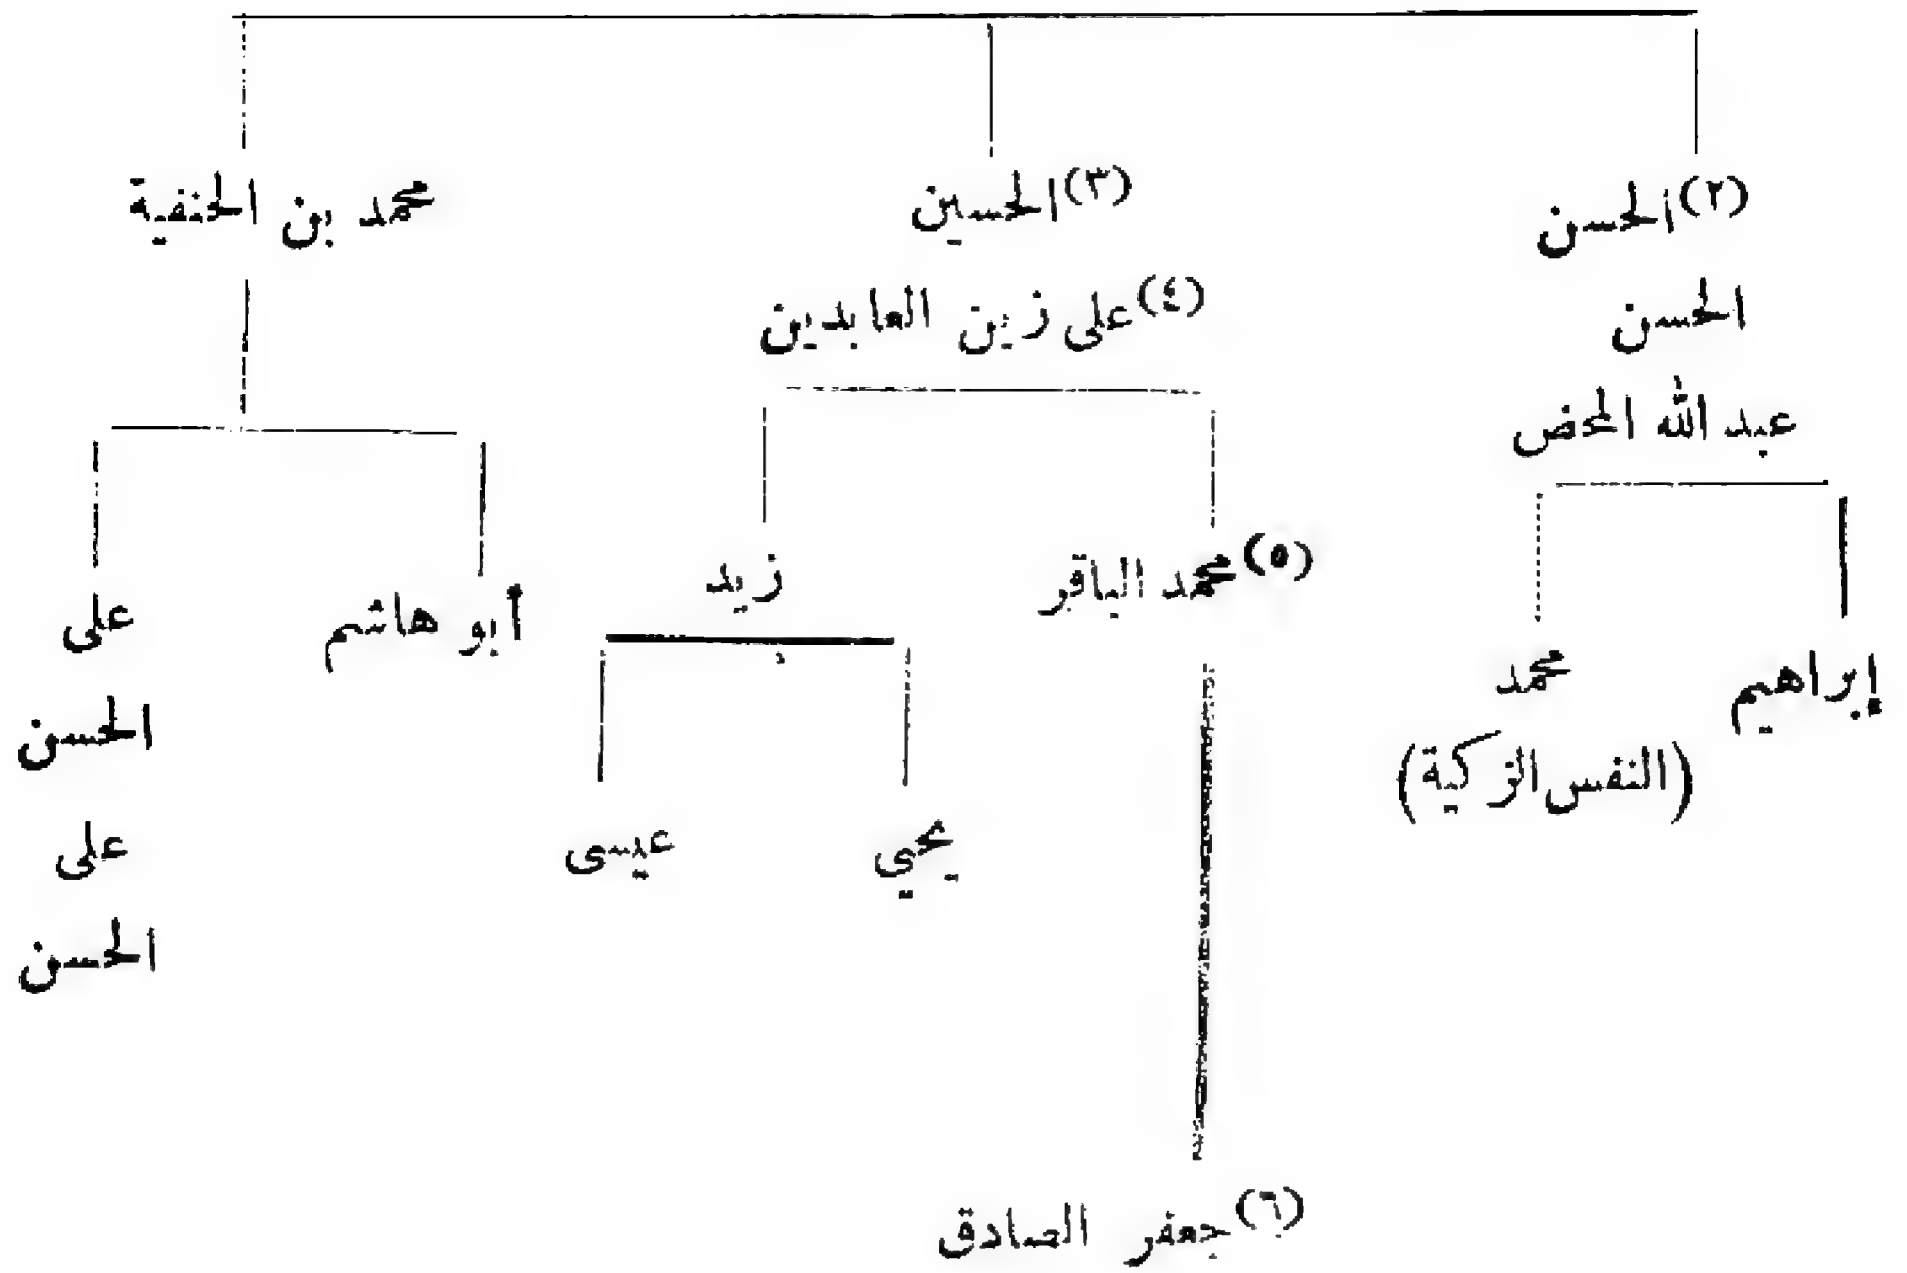 (٢) الحسن
الحسن
عبد الله المحض
إبراهيم
محمد
(النفس الزكية)
(٣) الحسين
(٤) على زين العابدين
(٥) محمد الباقر
(٦) جعفر الصادق
زيد
يحيي
عيسى
محمد بن الحنفية
أبو هاشم
على
الحسن
على
الحسن